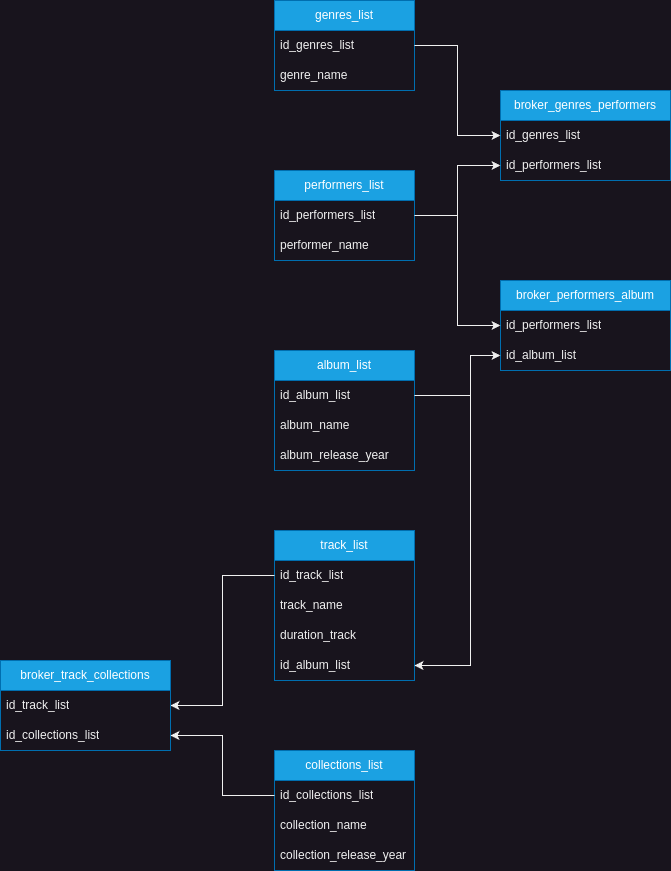 genres_list
id_genres_list
genre_name
broker_genres_performers
id_genres_list
id_performers_list
performers_list
id_performers_list
performer_name
broker_performers_album
id_performers_list
id_album_list
album_list
id_album_list
album_name
album_release_year
track_list
id_track_list
track_name
duration_track
id_album_list
broker_track_collections
id_track_list
id_collections_list
collections_list
id_collections_list
collection_name
collection_release_year